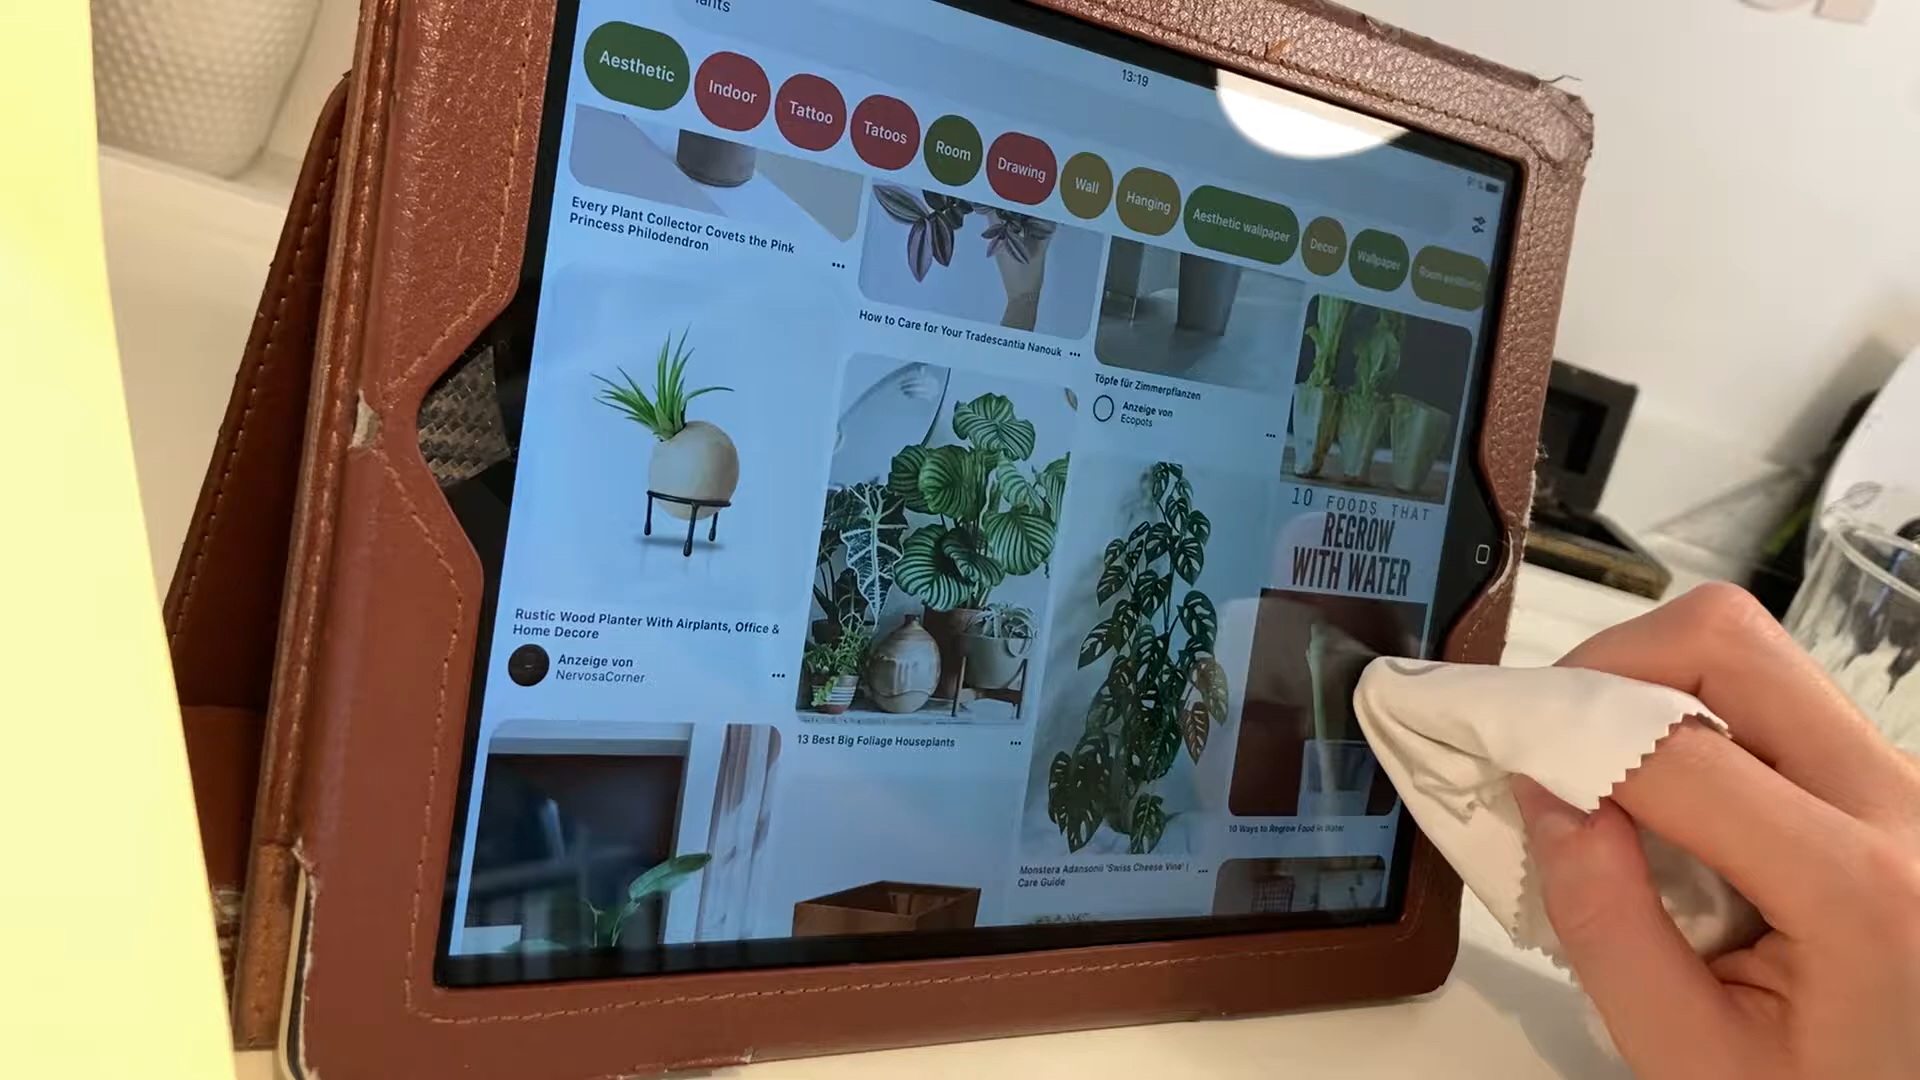 13:19
Aesthetic
Indoor
Tattoo
Tatoos
Room
Drawing
Wall
Hanging
Aesthetic wallpaper
Decor
Wallpaper
Every Plant Collector Covets the Pink
Princess Philodendron
How to Care for Your Tradescantia Nanouk
Töpfe für Zimmerpflanzen
Anzeige von
Ecopots
10 FOODS THAT
REGROW
WITH WATER
Rustic Wood Planter With Airplants, Office &
Home Decore
Anzeige von
NervosaCorner
13 Best Big Foliage Houseplants
10 Ways to Regrow Food in Water
Monstera Adansonii 'Swiss Cheese Vine' |
Care Guide